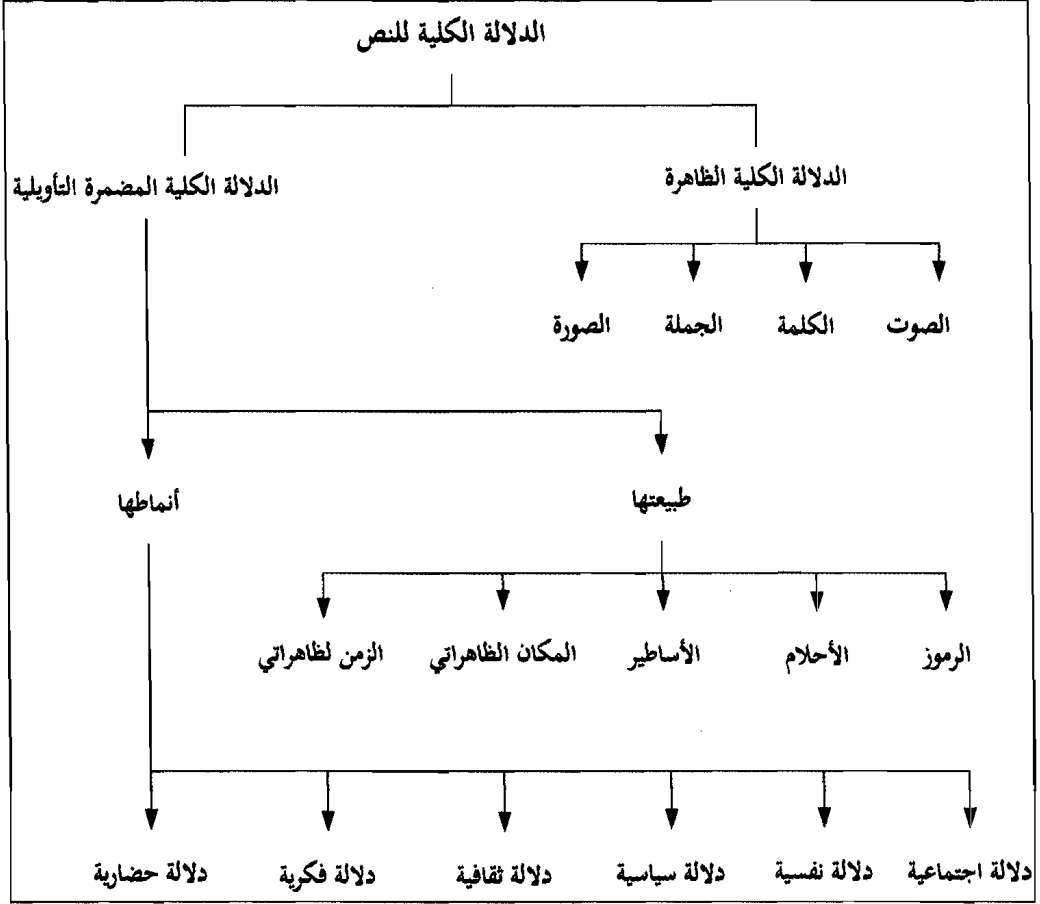 الدلالة الكلية للنص
الدلالة الكلية الظاهرة
الدلالة الكلية المضمرة التأويلية
الصوت
الكلمة
الجملة
الصورة
طبيعتها
أنماطها
الرموز
الأحلام
الأساطير
المكان الظاهراتي
الزمن لظاهراتي
دلالة اجتماعية
دلالة نفسية
دلالة سياسية
دلالة ثقافية
دلالة فكرية
دلالة حضارية